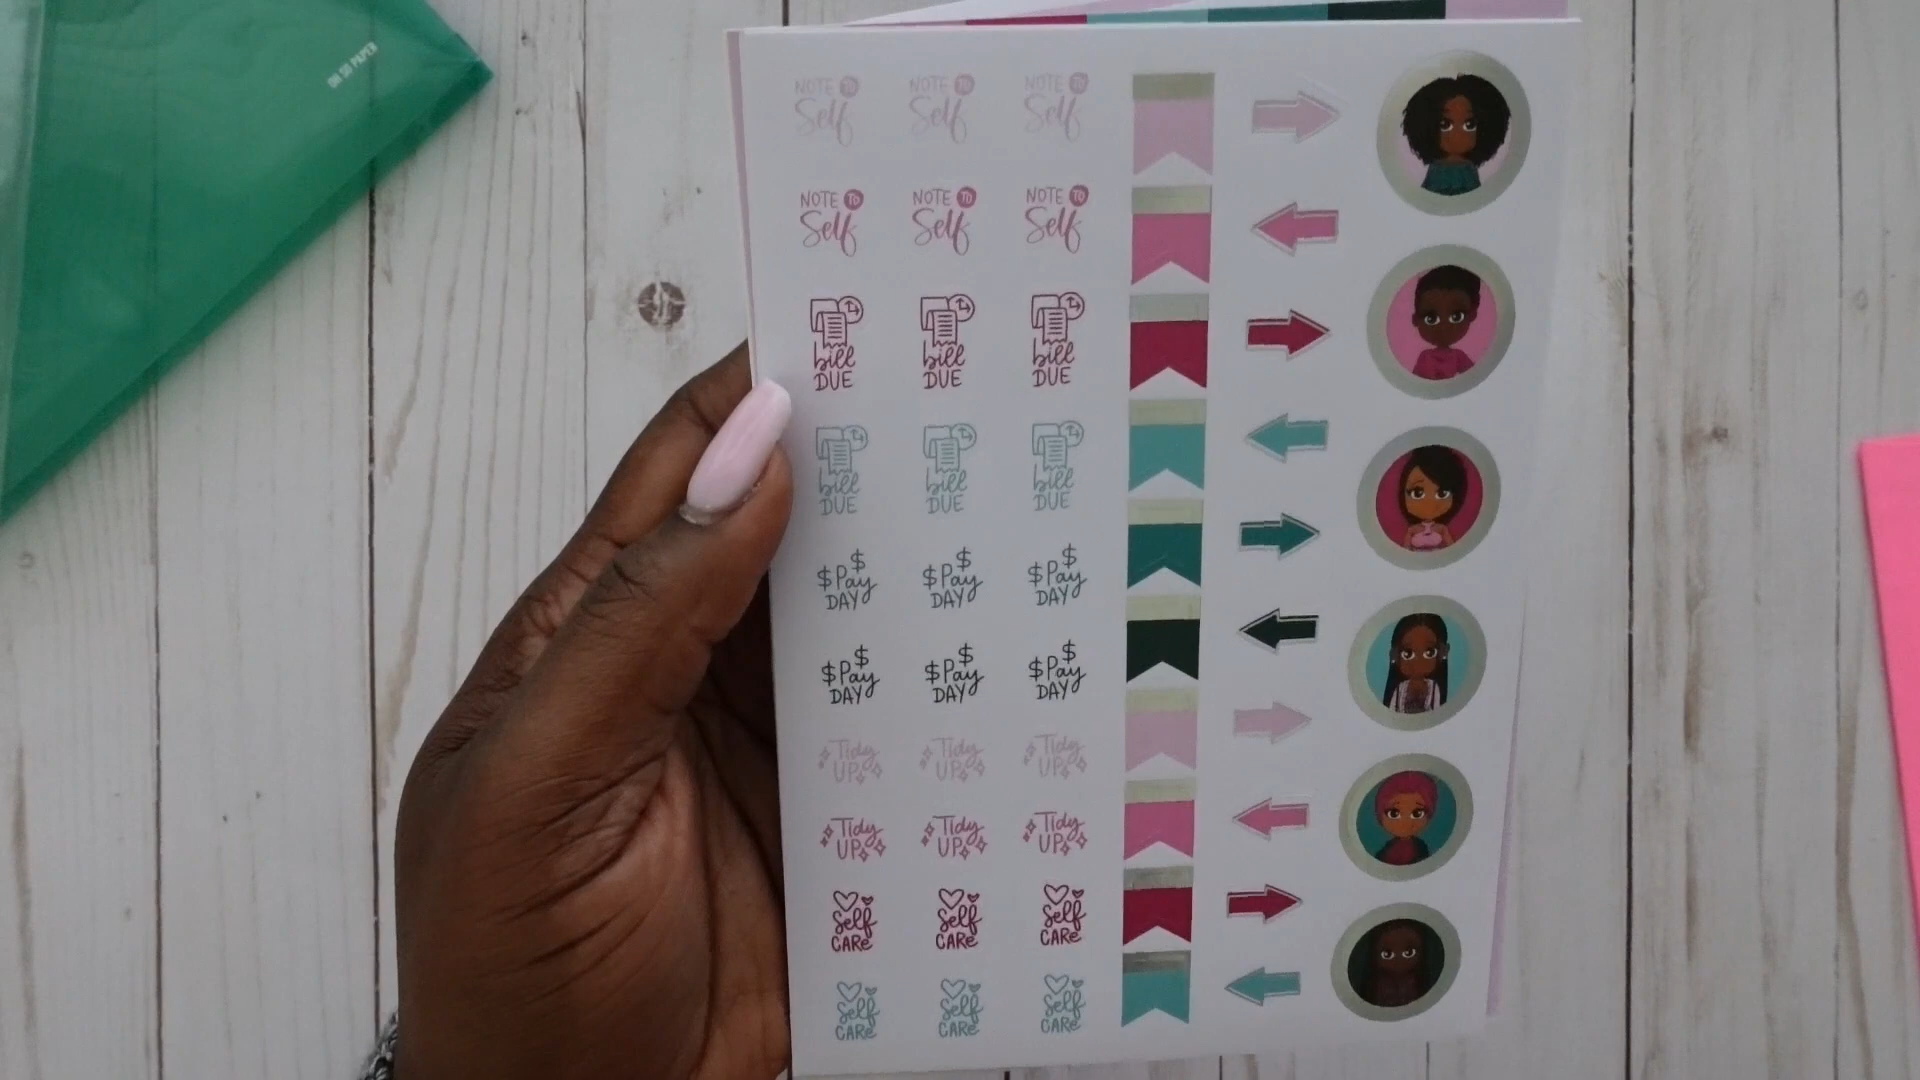 OH SO PAPER
NOTE TO Self NOTE TO Self NOTE TO Self
NOTE TO Self NOTE TO Self NOTE TO Self
bill DUE bill DUE bill DUE
bill DUE bill DUE bill DUE
$ $ Pay DAY $ $ Pay DAY $ $ Pay DAY
$ $ Pay DAY $ $ Pay DAY $ $ Pay DAY
Tidy UP Tidy UP Tidy UP
Tidy UP Tidy UP Tidy UP
Self CARe Self CARe Self CARe
Self CARe Self CARe Self CARe